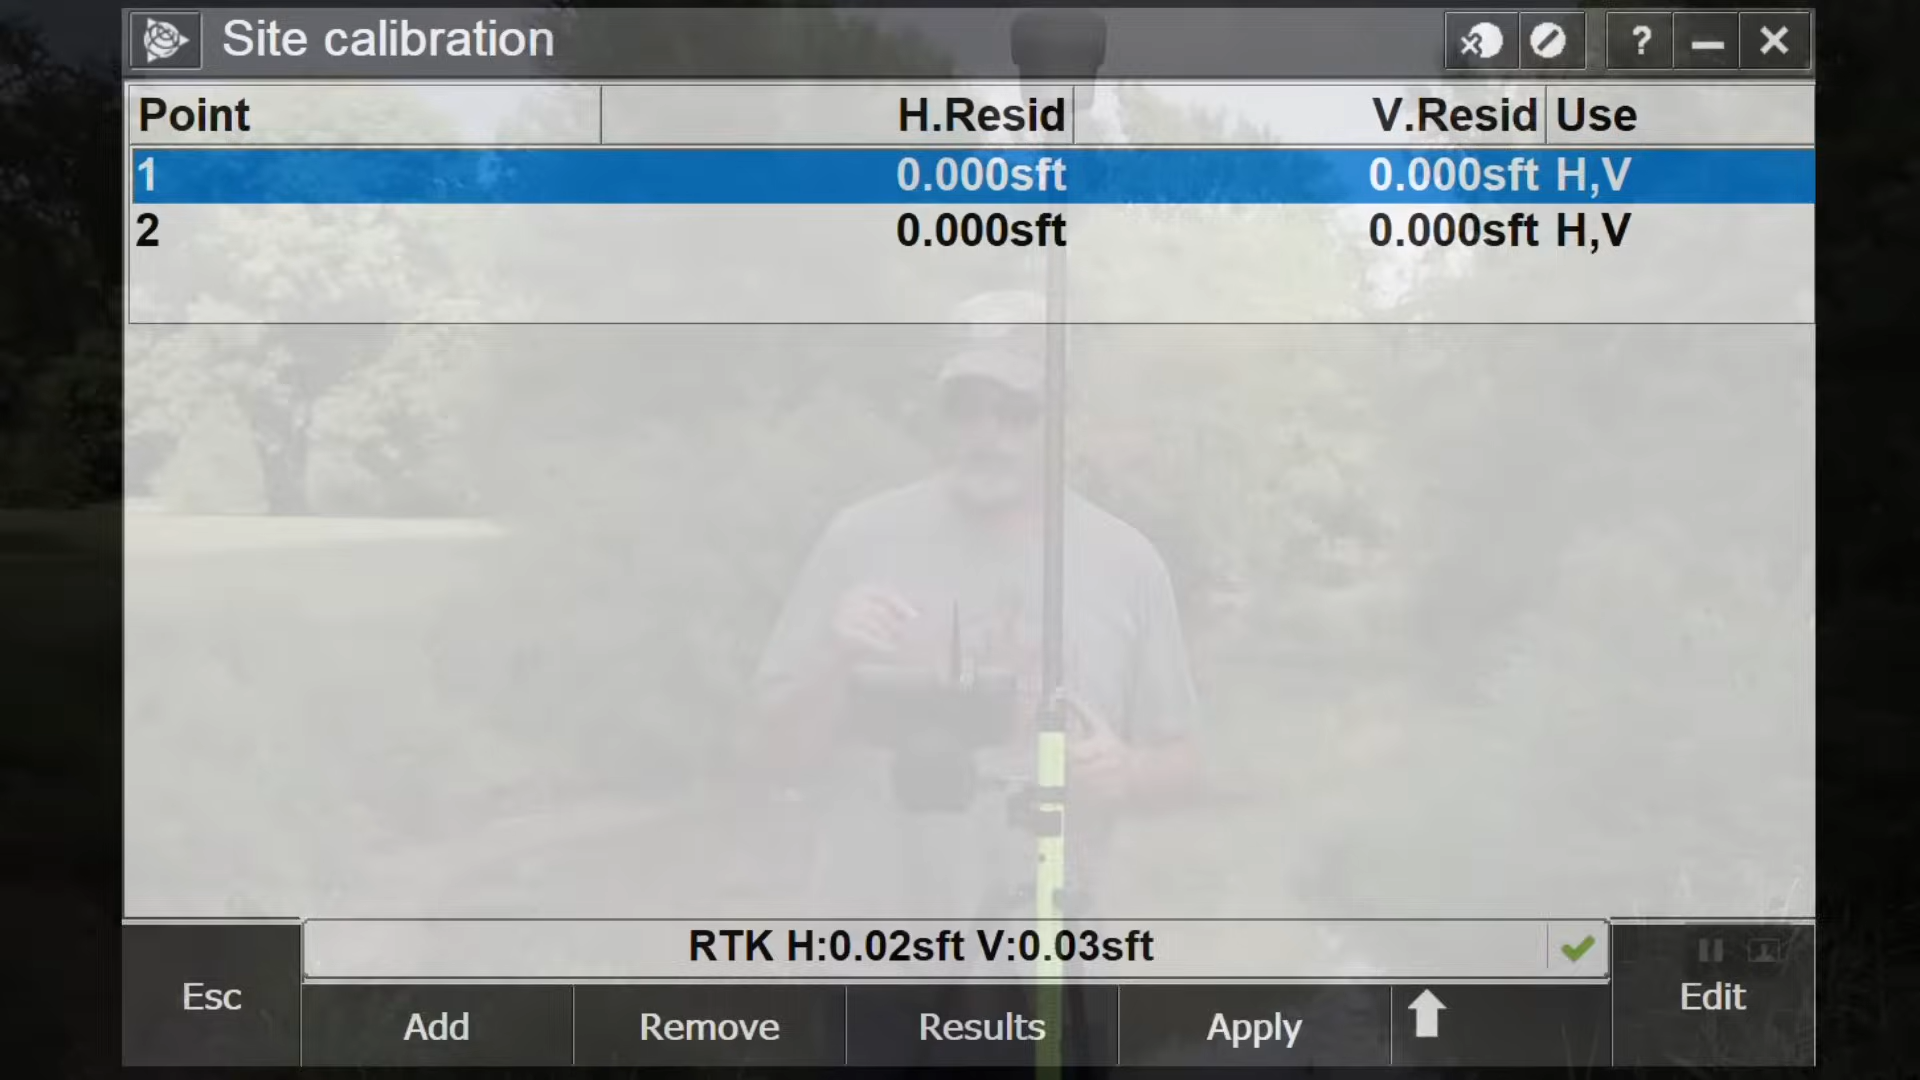 Site calibration
?
Point H.Resid V.Resid Use
1 0.000sft 0.000sft H,V
2 0.000sft 0.000sft H,V
RTK H:0.02sft V:0.03sft
Esc
Add
Remove
Results
Apply
Edit